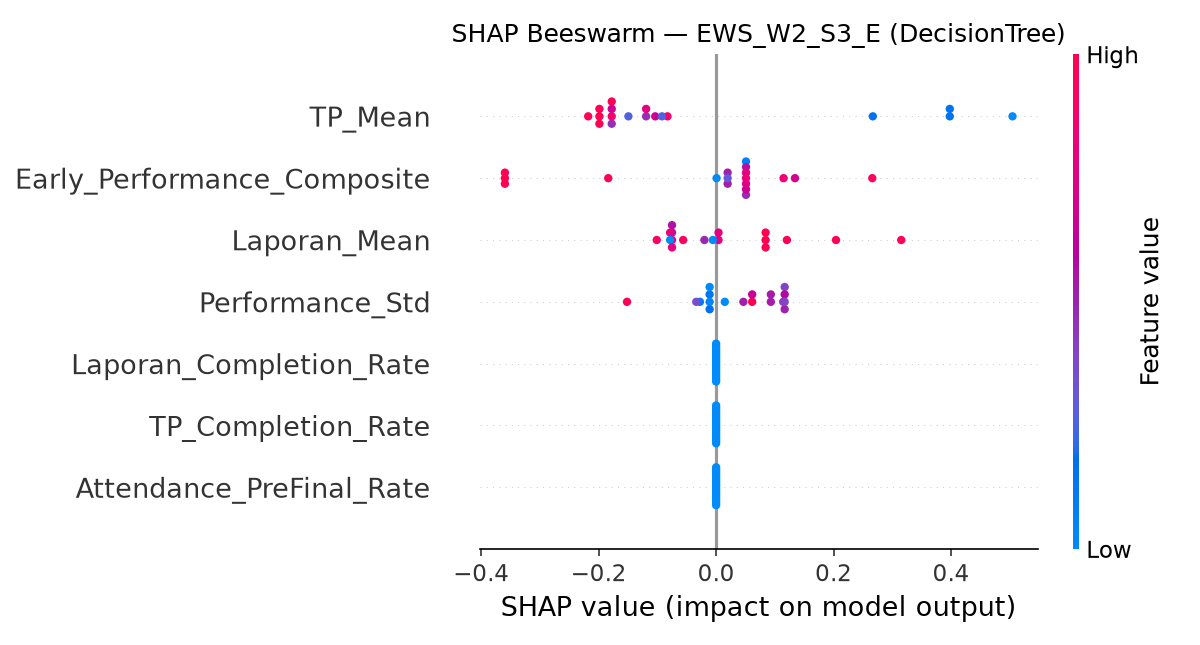 SHAP Beeswarm — EWS_W2_S3_E (DecisionTree)
High
TP_Mean
Early_Performance_Composite
Laporan_Mean
Performance_Std
Laporan_Completion_Rate
TP_Completion_Rate
Attendance_PreFinal_Rate
Feature value
Low
−0.4 −0.2 0.0 0.2 0.4
SHAP value (impact on model output)